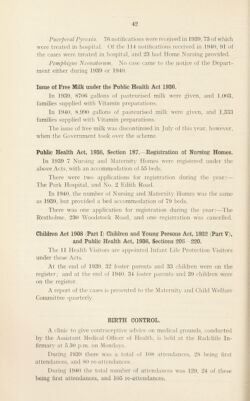 42
Puerperal Pyrexia. 76 notifications were received in 1939, 73 of which
were treated in hospital. Of the 114 notifications received in 1940, 91 of
the cases were treated in hospital, and 23 had Home Nursing provided.
Pemphigus Neonatorum. No case came to the notice of the Depart-
ment either during 1939 or 1940.
Issue of Free Milk under the Public Health Act 1936.
In 1939, 8706 gallons of pasteurised milk were given, and 1,063,
families supplied with Vitamin preparations.
In 1940, 8,990 gallons of pasteurised milk were given, and 1,333
families supplied with Vitamin preparations.
The issue of free milk was discontinued in July of this year, however,
when the Government took over the scheme.
Public Health Act, 1936, Section 187.—Registration of Nursing Homes.
In 1939 7 Nursing and Maternity Homes were registered under the
above Acts, with an accommodation of 85 beds.
There were two applications for registration during the year:—
The Park Hospital, and No. 2 Edith Road.
In 1940, the number of Nursing and Maternity Homes was the same
as 1939, but provided a bed accommodation of 79 beds.
There was one application for registration during the year:—The
Restholme, 230 Woodstock Road, and one registration was cancelled.
Children Act 1908 (Part I) Children and Young Persons Act, 1932 (Part V),
and Public Health Act, 1936, Sections 206–220.
The 11 Health Visitors are appointed Infant Life Protection Visitors
under these Acts.
At the end of 1939, 32 foster parents and 33 children were on the
register; and at the end of 1940, 34 foster parents and 39 children were
on the register.
A report of the cases is presented to the Maternity and Child Welfare
Committee quarterly.
BIRTH CONTROL.
A clinic to give contraceptive advice on medical grounds, conducted
by the Assistant Medical Officer of Health, is held at the Radcliffe In-
firmary at 5.30 p.m. on Mondays.
During 1939 there was a total of 108 attendances, 28 being first
attendances, and 80 re-attendances.
During 1940 the total number of attendances was 129, 24 of these
being first attendances, and 105 re-attendances.